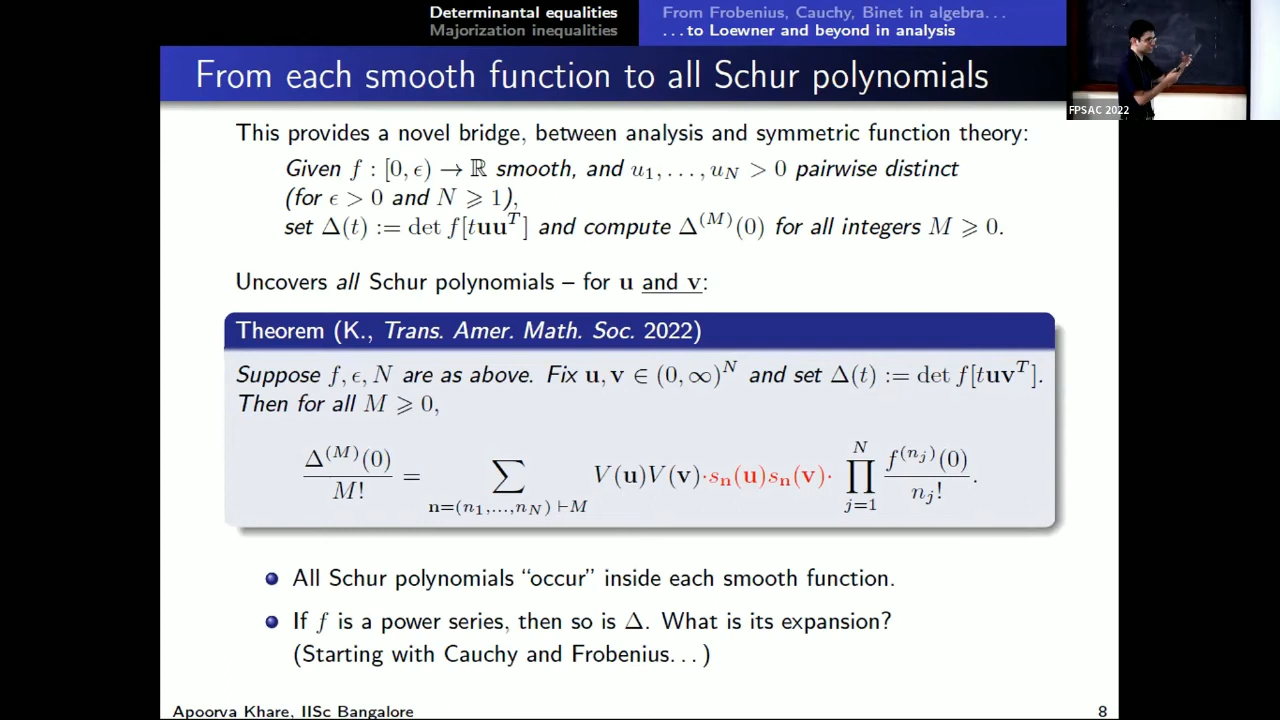 Determinantal equalities
Majorization inequalities
From Frobenius, Cauchy, Binet in algebra...
...to Loewner and beyond in analysis
FPSAC 2022
From each smooth function to all Schur polynomials
This provides a novel bridge, between analysis and symmetric function theory:
Given f : [0, ϵ) → ℝ smooth, and u₁, ..., u_N > 0 pairwise distinct
(for ϵ > 0 and N ⩾ 1),
set Δ(t) := det f[tuuᵀ] and compute Δ^(M)(0) for all integers M ⩾ 0.
Uncovers all Schur polynomials – for u and v:
Theorem (K., Trans. Amer. Math. Soc. 2022)
Suppose f, ϵ, N are as above. Fix u, v ∈ (0, ∞)^N and set Δ(t) := det f[tuvᵀ].
Then for all M ⩾ 0,
Δ^(M)(0) / M! = ∑_{n=(n₁,...,n_N) ⊢ M} V(u)V(v)·s_n(u)s_n(v)· ∏_{j=1}^{N} f^(n_j)(0) / n_j! .
All Schur polynomials “occur” inside each smooth function.
If f is a power series, then so is Δ. What is its expansion?
(Starting with Cauchy and Frobenius...)
Apoorva Khare, IISc Bangalore
8